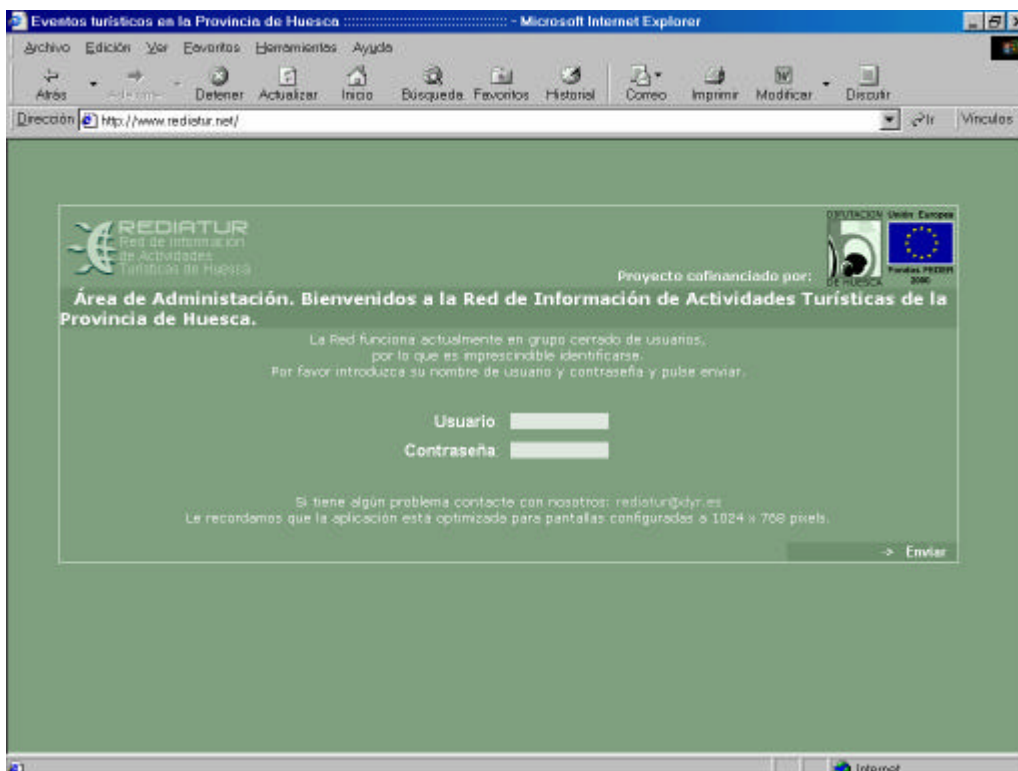 Eventos turísticos en la Provincia de Huesca :::::::::::::::::::::::::::::::::::: - Microsoft Internet Explorer
Archivo Edición Ver Favoritos Herramientas Ayuda
Atrás Detener Actualizar Inicio Búsqueda Favoritos Historial Correo Imprimir Modificar Discutir
Dirección http://www.rediatur.net/ Ir Vínculos
REDIATUR
Red de Información
de Actividades
Turísticas de Huesca
DIPUTACION
DE HUESCA
Unión Europea
Fondos FEDER
2000
Proyecto cofinanciado por:
Área de Administación. Bienvenidos a la Red de Información de Actividades Turísticas de la
Provincia de Huesca.
La Red funciona actualmente en grupo cerrado de usuarios,
por lo que es imprescindible identificarse.
Por favor introduzca su nombre de usuario y contraseña y pulse enviar.
Usuario:
Contraseña:
Si tiene algún problema contacte con nosotros: rediatur@dyr.es
Le recordamos que la aplicación está optimizada para pantallas configuradas a 1024 x 768 pixels.
-> Enviar
Internet